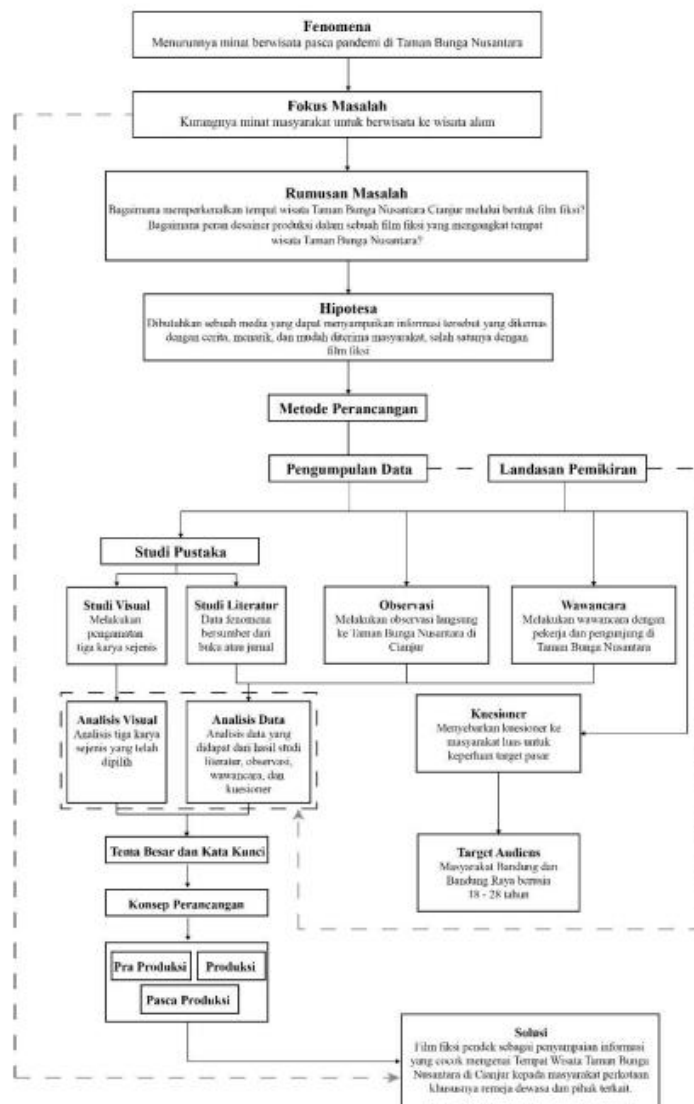 Fenomena
Menurunnya minat berwisata pasca pandemi di Taman Bunga Nusantara
Fokus Masalah
Kurangnya minat masyarakat untuk berwisata ke wisata alam
Rumusan Masalah
Bagaimana memperkenalkan tempat wisata Taman Bunga Nusantara Cianjur melalui bentuk film fiksi?
Bagaimana peran desainer produksi dalam sebuah film fiksi yang mengangkat tempat
wisata Taman Bunga Nusantara?
Hipotesa
Dibutuhkan sebuah media yang dapat menyampaikan informasi tersebut yang dikemas
dengan cerita, menarik, dan mudah diterima masyarakat, salah satunya dengan
film fiksi
Metode Perancangan
Pengumpulan Data
Landasan Pemikiran
Studi Pustaka
Studi Visual
Melakukan
pengamatan
tiga karya sejenis
Studi Literatur
Data fenomena
bersumber dari
buku atau jurnal
Observasi
Melakukan observasi langsung
ke Taman Bunga Nusantara di
Cianjur
Wawancara
Melakukan wawancara dengan
pekerja dan pengunjung di
Taman Bunga Nusantara
Analisis Visual
Analisis tiga karya
sejenis yang telah
dipilih
Analisis Data
Analisis data yang
didapat dari hasil studi
literatur, observasi,
wawancara, dan
kuesioner
Kuesioner
Menyebarkan kuesioner ke
masyarakat luas untuk
keperluan target pasar
Tema Besar dan Kata Kunci
Target Audiens
Masyarakat Bandung dan
Bandung Raya berusia
18 - 28 tahun
Konsep Perancangan
Pra Produksi
Produksi
Pasca Produksi
Solusi
Film fiksi pendek sebagai penyampaian informasi
yang cocok mengenai Tempat Wisata Taman Bunga
Nusantara di Cianjur kepada masyarakat perkotaan
khususnya remeja dewasa dan pihak terkait.